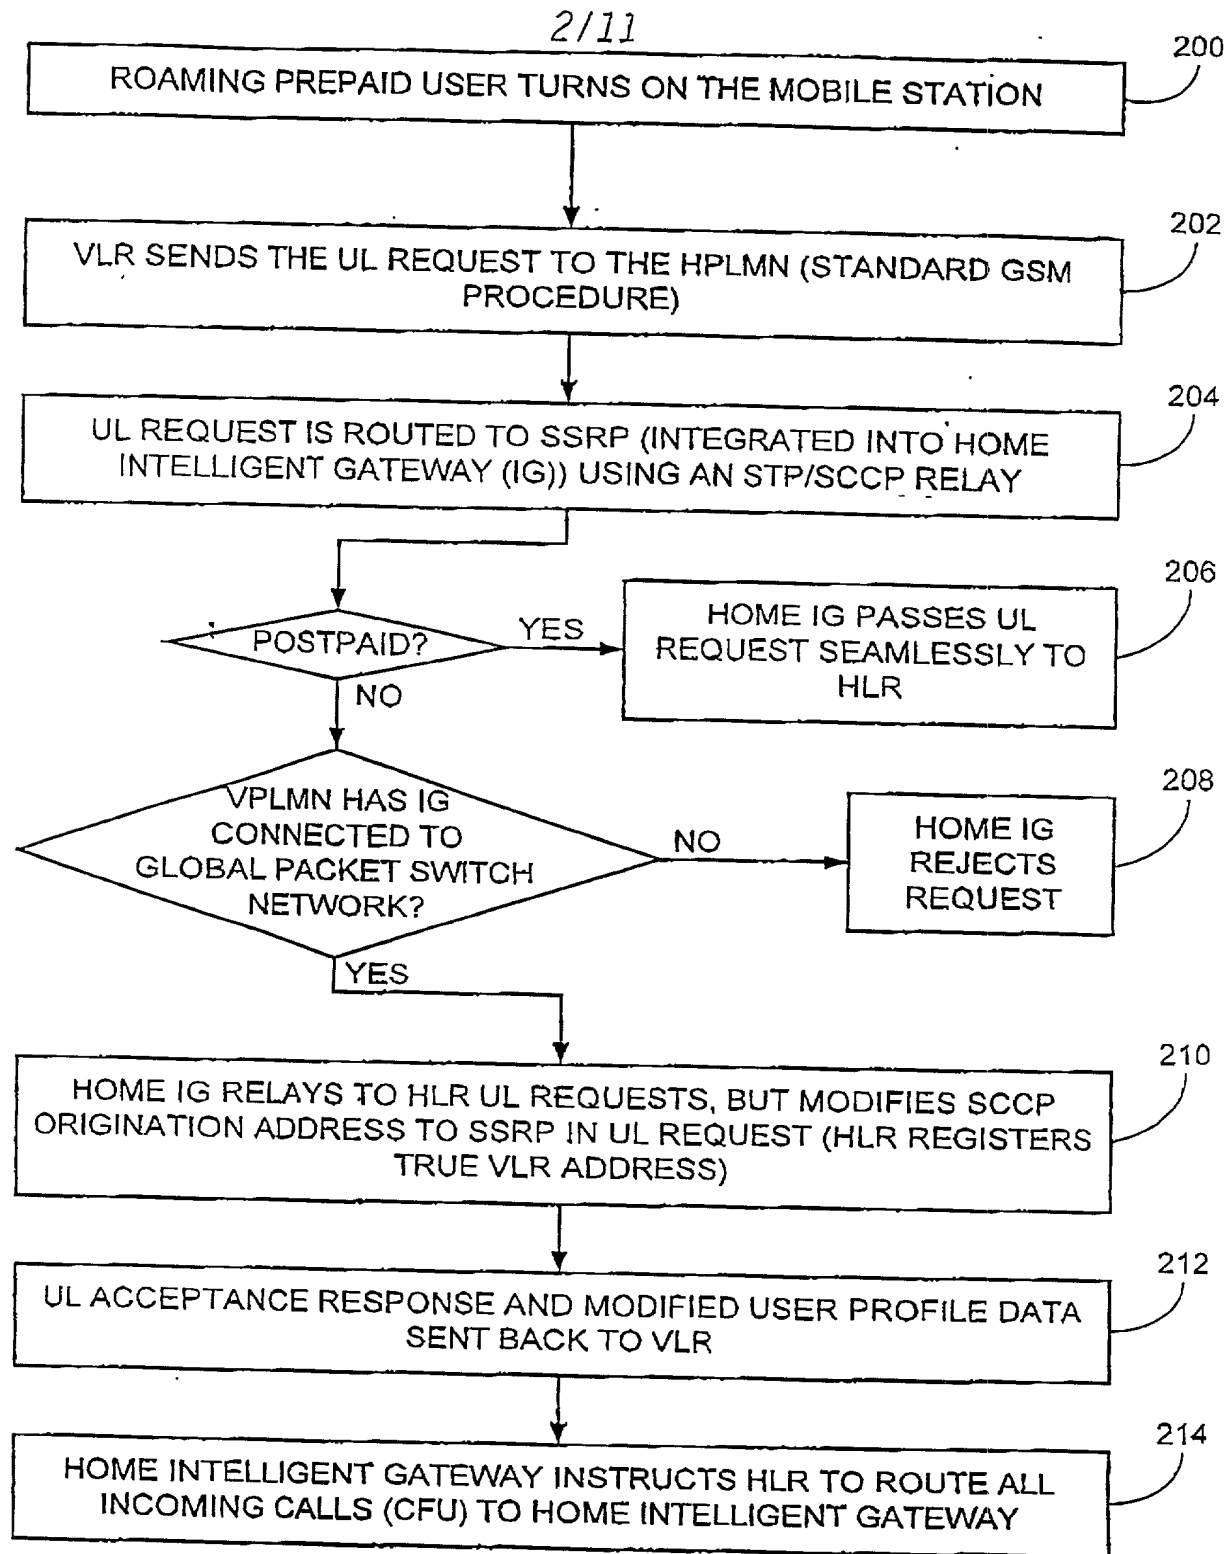 2/11
200
ROAMING PREPAID USER TURNS ON THE MOBILE STATION
202
VLR SENDS THE UL REQUEST TO THE HPLMN (STANDARD GSM
PROCEDURE)
204
UL REQUEST IS ROUTED TO SSRP (INTEGRATED INTO HOME
INTELLIGENT GATEWAY (IG)) USING AN STP/SCCP RELAY
206
POSTPAID?
YES
HOME IG PASSES UL
REQUEST SEAMLESSLY TO
HLR
NO
208
VPLMN HAS IG
CONNECTED TO
GLOBAL PACKET SWITCH
NETWORK?
NO
HOME IG
REJECTS
REQUEST
YES
210
HOME IG RELAYS TO HLR UL REQUESTS, BUT MODIFIES SCCP
ORIGINATION ADDRESS TO SSRP IN UL REQUEST (HLR REGISTERS
TRUE VLR ADDRESS)
212
UL ACCEPTANCE RESPONSE AND MODIFIED USER PROFILE DATA
SENT BACK TO VLR
214
HOME INTELLIGENT GATEWAY INSTRUCTS HLR TO ROUTE ALL
INCOMING CALLS (CFU) TO HOME INTELLIGENT GATEWAY